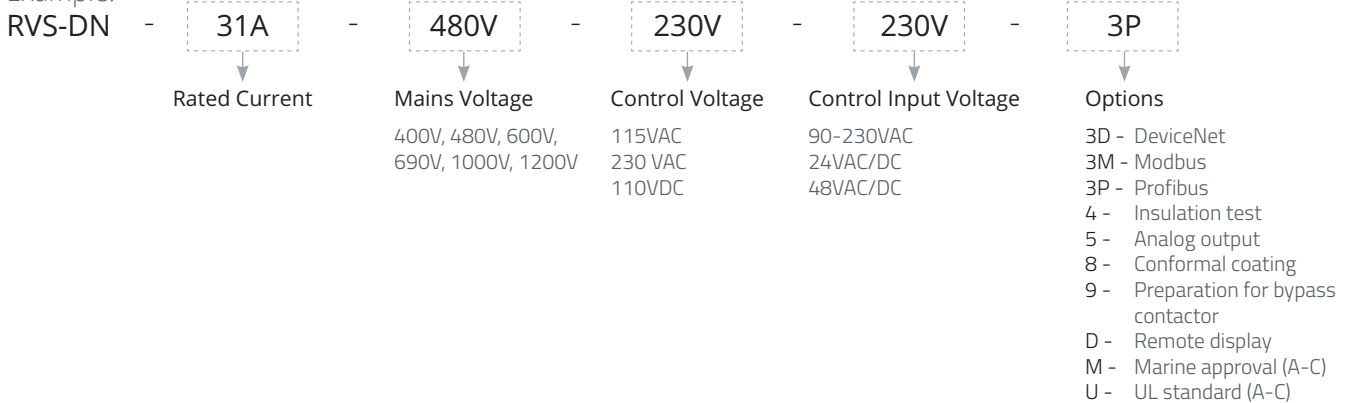 Example:
RVS-DN - 31A - 480V - 230V - 230V - 3P
Rated Current Mains Voltage Control Voltage Control Input Voltage Options
400V, 480V, 600V,
690V, 1000V, 1200V
115VAC
230 VAC
110VDC
90-230VAC
24VAC/DC
48VAC/DC
3D - DeviceNet
3M - Modbus
3P - Profibus
4 - Insulation test
5 - Analog output
8 - Conformal coating
9 - Preparation for bypass
contactor
D - Remote display
M - Marine approval (A-C)
U - UL standard (A-C)